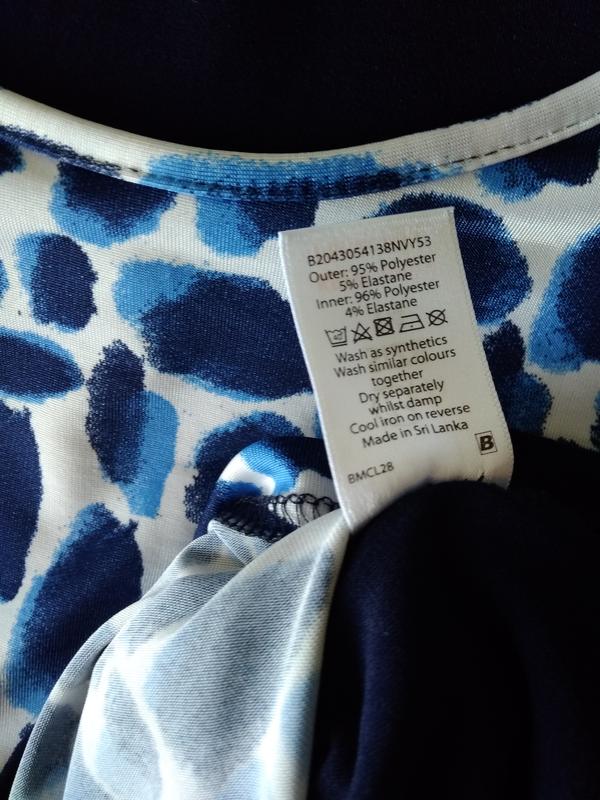 B2043054138NVY53
Outer: 95% Polyester
5% Elastane
Inner: 96% Polyester
4% Elastane
Wash as synthetics
Wash similar colours
together
Dry separately
whilst damp
Cool iron on reverse
Made in Sri Lanka
B
BMCL28